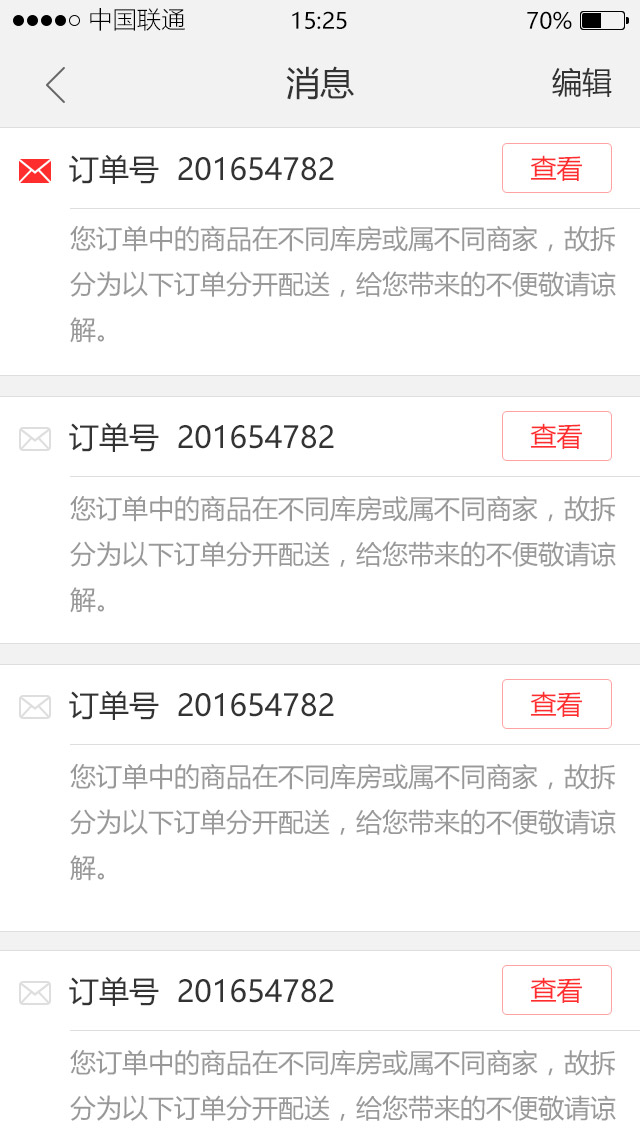 中国联通 15:25 70%
消息 编辑
订单号 201654782 查看
您订单中的商品在不同库房或属不同商家，故拆
分为以下订单分开配送，给您带来的不便敬请谅
解。
订单号 201654782 查看
您订单中的商品在不同库房或属不同商家，故拆
分为以下订单分开配送，给您带来的不便敬请谅
解。
订单号 201654782 查看
您订单中的商品在不同库房或属不同商家，故拆
分为以下订单分开配送，给您带来的不便敬请谅
解。
订单号 201654782 查看
您订单中的商品在不同库房或属不同商家，故拆
分为以下订单分开配送，给您带来的不便敬请谅